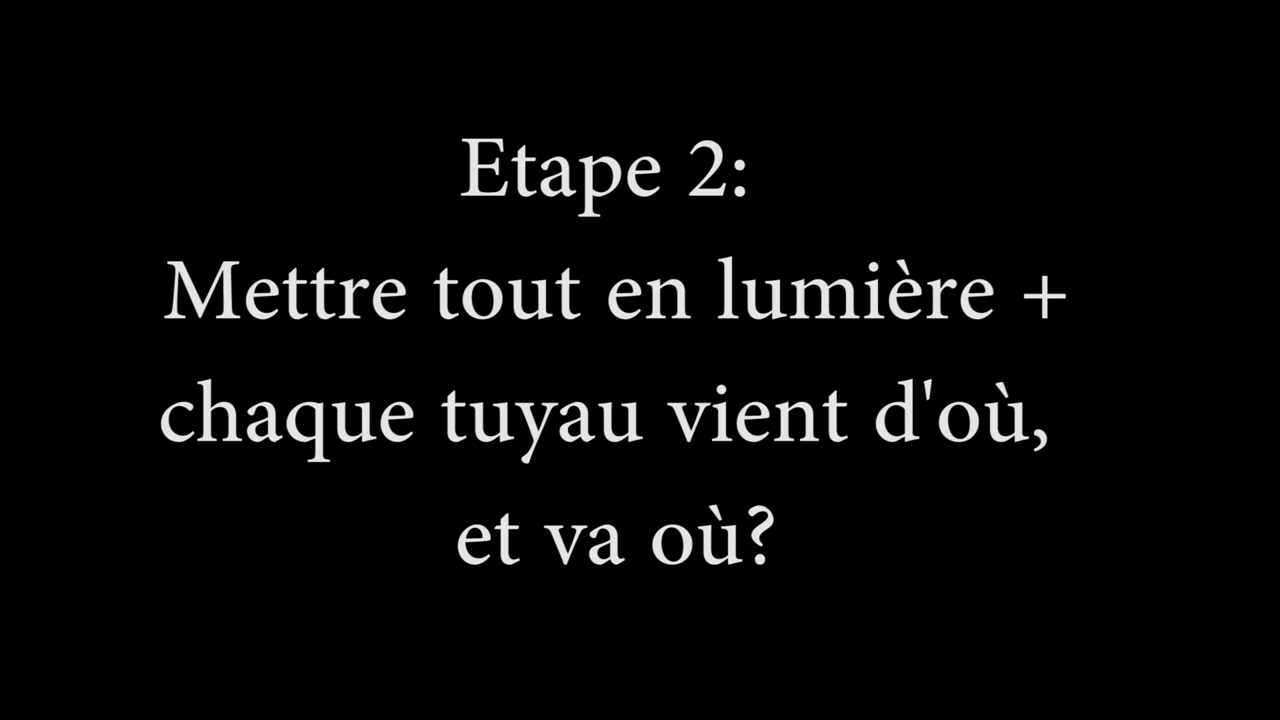 Etape 2:
Mettre tout en lumière +
chaque tuyau vient d'où,
et va où?